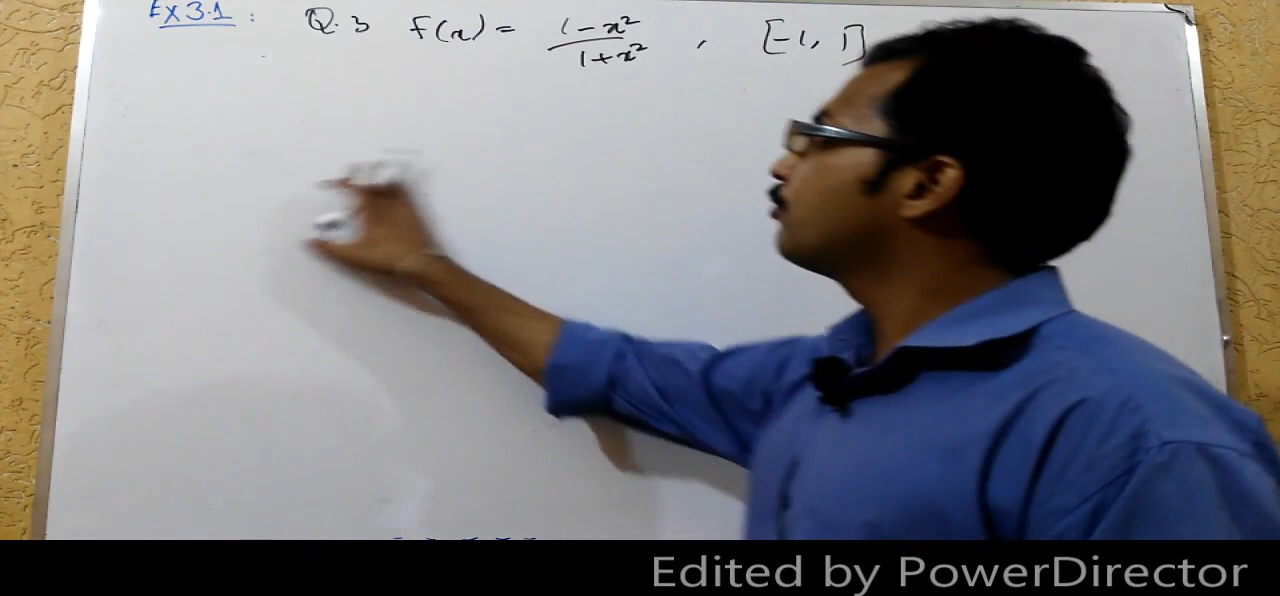 Ex 3.1 : Q.3 f(x) = 1-x² / 1+x² , [-1, 1]
Edited by PowerDirector